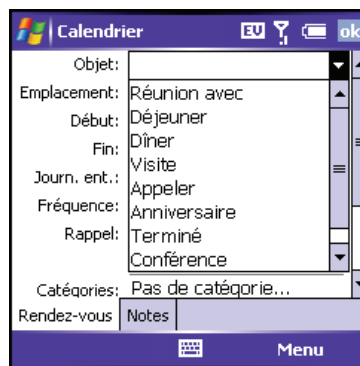 Calendrier EU ok
Objet:
Emplacement: Réunion avec
Début: Déjeuner
Fin: Dîner
Visite
Journ. ent.: Appeler
Fréquence: Anniversaire
Rappel: Terminé
Conférence
Catégories: Pas de catégorie...
Rendez-vous Notes
Menu